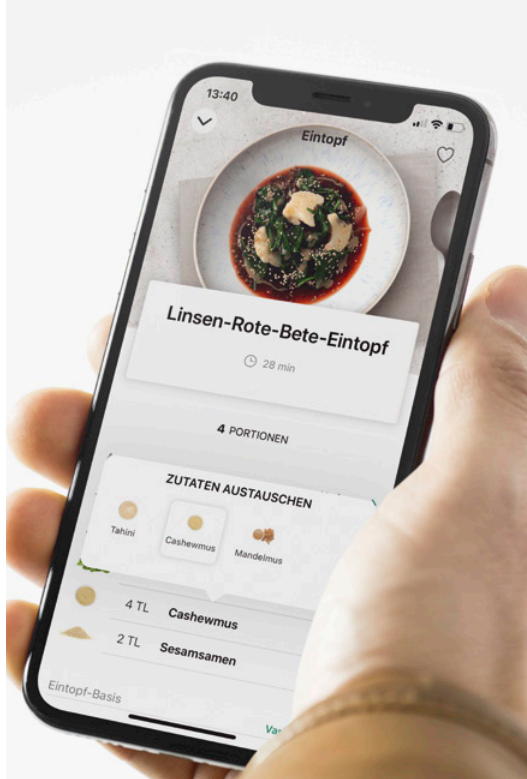 13:40
Eintopf
Linsen-Rote-Bete-Eintopf
28 min
4 PORTIONEN
ZUTATEN AUSTAUSCHEN
Tahini
Cashewmus
Mandelmus
4 TL Cashewmus
2 TL Sesamsamen
Eintopf-Basis